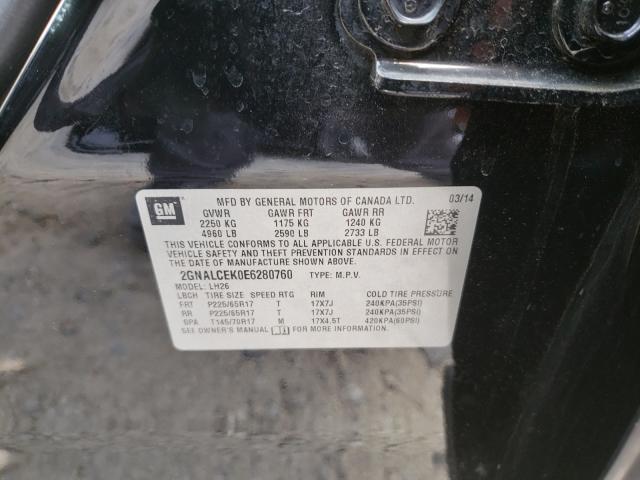 GM
MFD BY GENERAL MOTORS OF CANADA LTD. 03/14
GVWR GAWR FRT GAWR RR
2250 KG 1175 KG 1240 KG
4960 LB 2590 LB 2733 LB
THIS VEHICLE CONFORMS TO ALL APPLICABLE U.S. FEDERAL MOTOR
VEHICLE SAFETY AND THEFT PREVENTION STANDARDS IN EFFECT ON
THE DATE OF MANUFACTURE SHOWN ABOVE.
2GNALCEK0E6280760 TYPE: M.P.V.
MODEL: LH26
LBCH TIRE SIZE SPEED RTG RIM COLD TIRE PRESSURE
FRT P225/65R17 T 17X7J 240KPA(35PSI)
RR P225/65R17 T 17X7J 240KPA(35PSI)
SPA T145/70R17 M 17X4.5T 420KPA(60PSI)
SEE OWNER'S MANUAL FOR MORE INFORMATION.